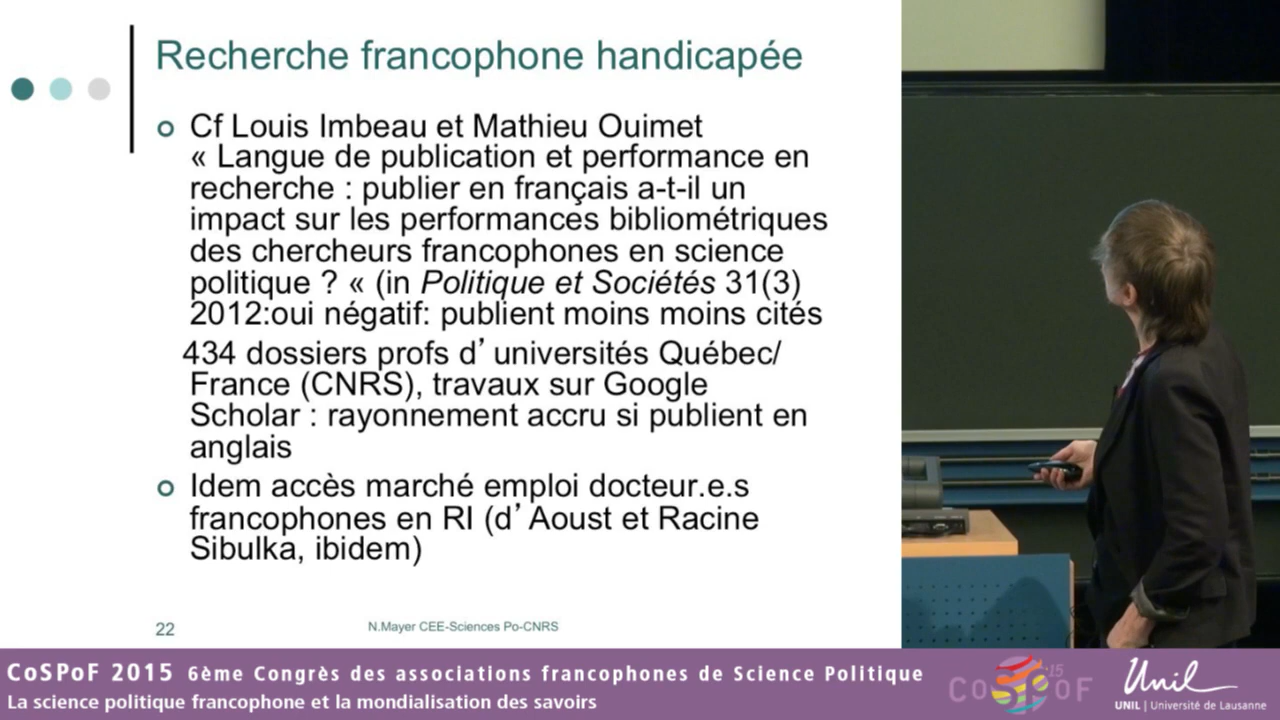 Recherche francophone handicapée
Cf Louis Imbeau et Mathieu Ouimet
« Langue de publication et performance en
recherche : publier en français a-t-il un
impact sur les performances bibliométriques
des chercheurs francophones en science
politique ? « (in Politique et Sociétés 31(3)
2012:oui négatif: publient moins moins cités
434 dossiers profs d’universités Québec/
France (CNRS), travaux sur Google
Scholar : rayonnement accru si publient en
anglais
Idem accès marché emploi docteur.e.s
francophones en RI (d’Aoust et Racine
Sibulka, ibidem)
22
N.Mayer CEE-Sciences Po-CNRS
CoSPoF 2015 6ème Congrès des associations francophones de Science Politique
La science politique francophone et la mondialisation des savoirs
CoSPoF '15
Unil
UNIL | Université de Lausanne